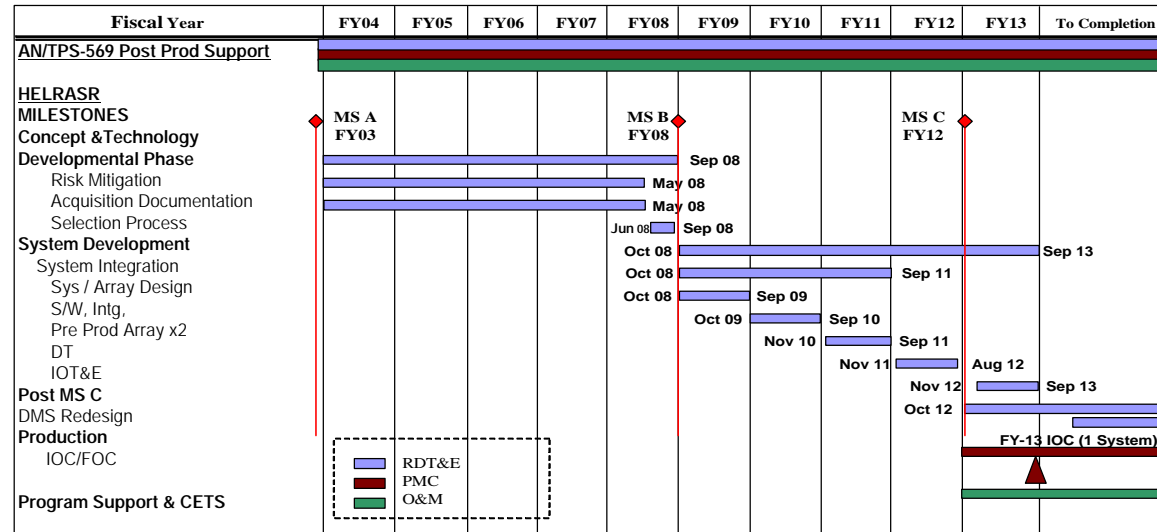 Fiscal Year FY04 FY05 FY06 FY07 FY08 FY09 FY10 FY11 FY12 FY13 To Completion
AN/TPS-569 Post Prod Support
HELRASR
MILESTONES MS A MS B MS C
FY03 FY08 FY12
Concept &Technology
Developmental Phase Sep 08
Risk Mitigation May 08
Acquisition Documentation May 08
Selection Process Jun 08 Sep 08
System Development Oct 08 Sep 13
System Integration Oct 08 Sep 11
Sys / Array Design Oct 08 Sep 09
S/W, Intg, Oct 09 Sep 10
Pre Prod Array x2 Nov 10 Sep 11
DT Nov 11 Aug 12
IOT&E Nov 12 Sep 13
Post MS C Oct 12
DMS Redesign
Production FY-13 IOC (1 System)
IOC/FOC
RDT&E
PMC
O&M
Program Support & CETS